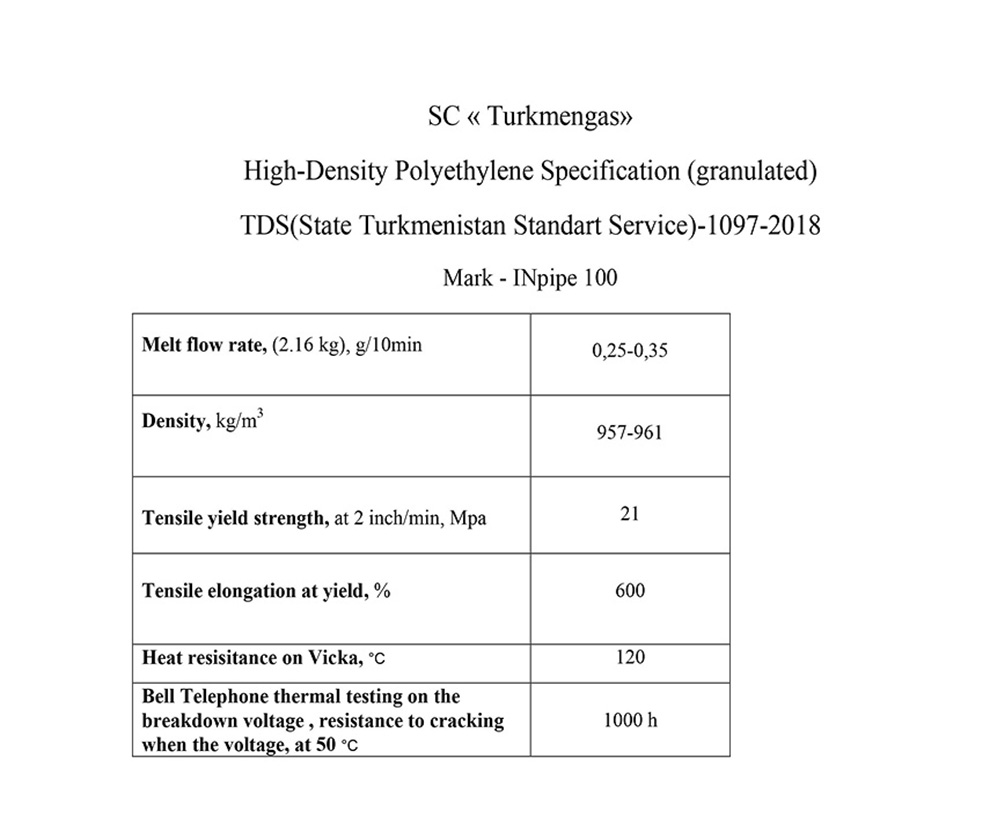 SC « Turkmengas»
High-Density Polyethylene Specification (granulated)
TDS(State Turkmenistan Standart Service)-1097-2018
Mark - INpipe 100
Melt flow rate, (2.16 kg), g/10min
0,25-0,35
Density, kg/m³
957-961
Tensile yield strength, at 2 inch/min, Mpa
21
Tensile elongation at yield, %
600
Heat resisitance on Vicka, °C
120
Bell Telephone thermal testing on the
breakdown voltage , resistance to cracking
when the voltage, at 50 °C
1000 h